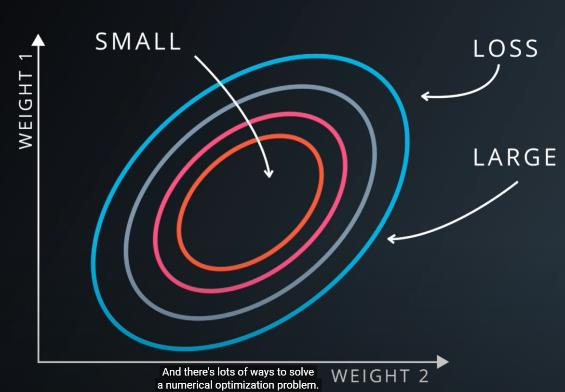 SMALL
LOSS
WEIGHT 1
LARGE
And there's lots of ways to solve
a numerical optimization problem.
WEIGHT 2